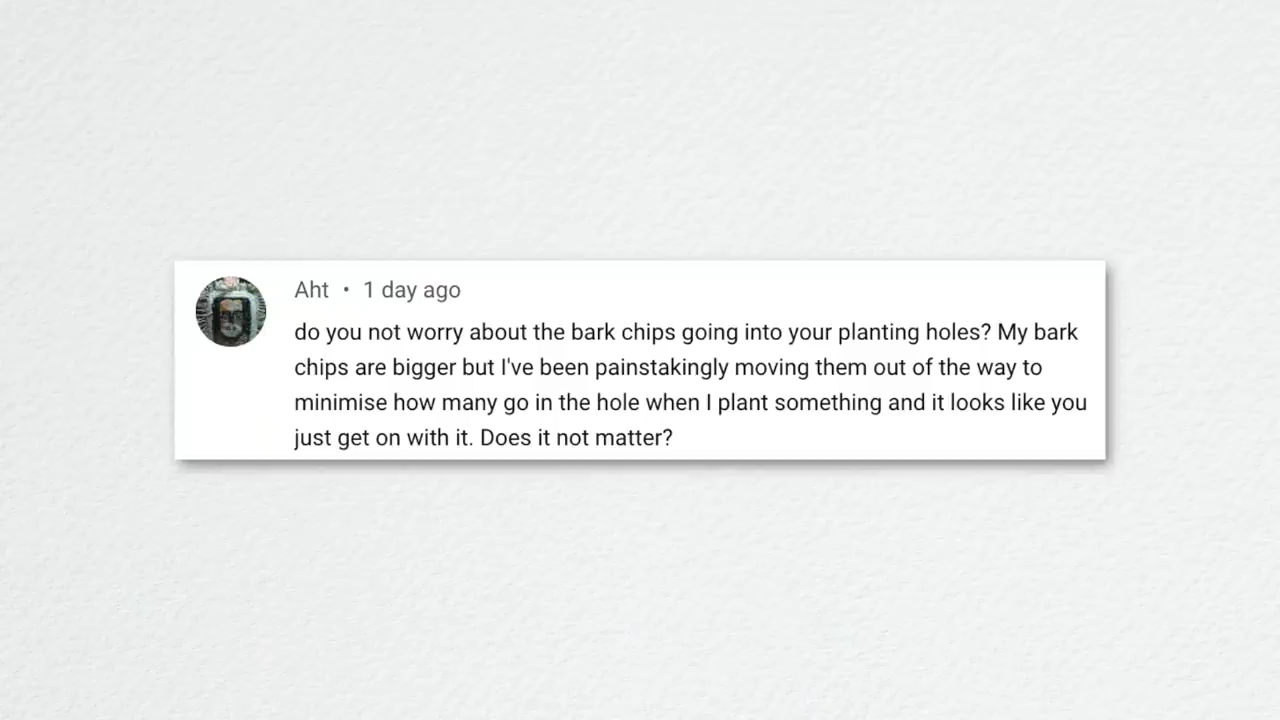 Aht • 1 day ago
do you not worry about the bark chips going into your planting holes? My bark
chips are bigger but I've been painstakingly moving them out of the way to
minimise how many go in the hole when I plant something and it looks like you
just get on with it. Does it not matter?